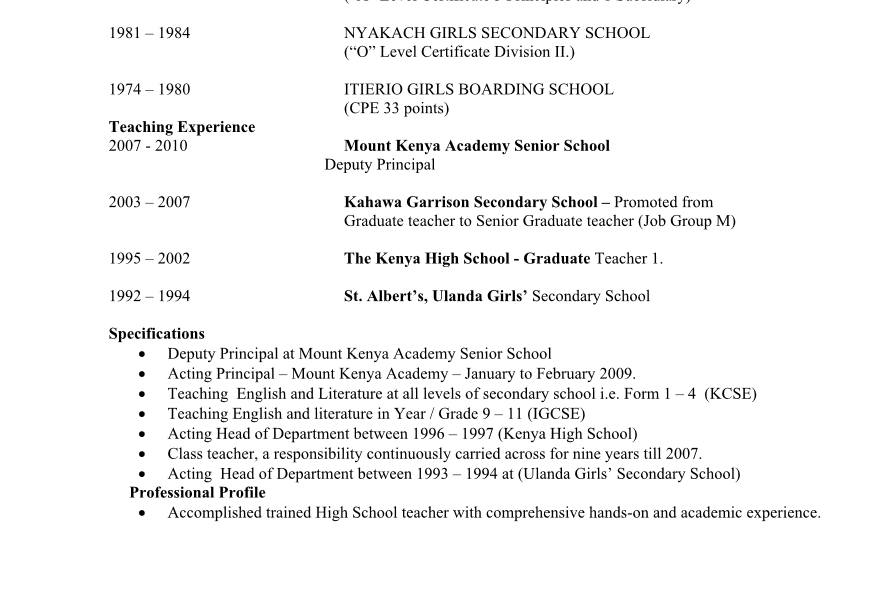 1981 – 1984 NYAKACH GIRLS SECONDARY SCHOOL
(“O” Level Certificate Division II.)
1974 – 1980 ITIERIO GIRLS BOARDING SCHOOL
(CPE 33 points)
Teaching Experience
2007 - 2010 Mount Kenya Academy Senior School
Deputy Principal
2003 – 2007 Kahawa Garrison Secondary School – Promoted from
Graduate teacher to Senior Graduate teacher (Job Group M)
1995 – 2002 The Kenya High School - Graduate Teacher 1.
1992 – 1994 St. Albert’s, Ulanda Girls’ Secondary School
Specifications
• Deputy Principal at Mount Kenya Academy Senior School
• Acting Principal – Mount Kenya Academy – January to February 2009.
• Teaching  English and Literature at all levels of secondary school i.e. Form 1 – 4  (KCSE)
• Teaching English and literature in Year / Grade 9 – 11 (IGCSE)
• Acting Head of Department between 1996 – 1997 (Kenya High School)
• Class teacher, a responsibility continuously carried across for nine years till 2007.
• Acting  Head of Department between 1993 – 1994 at (Ulanda Girls’ Secondary School)
Professional Profile
• Accomplished trained High School teacher with comprehensive hands-on and academic experience.